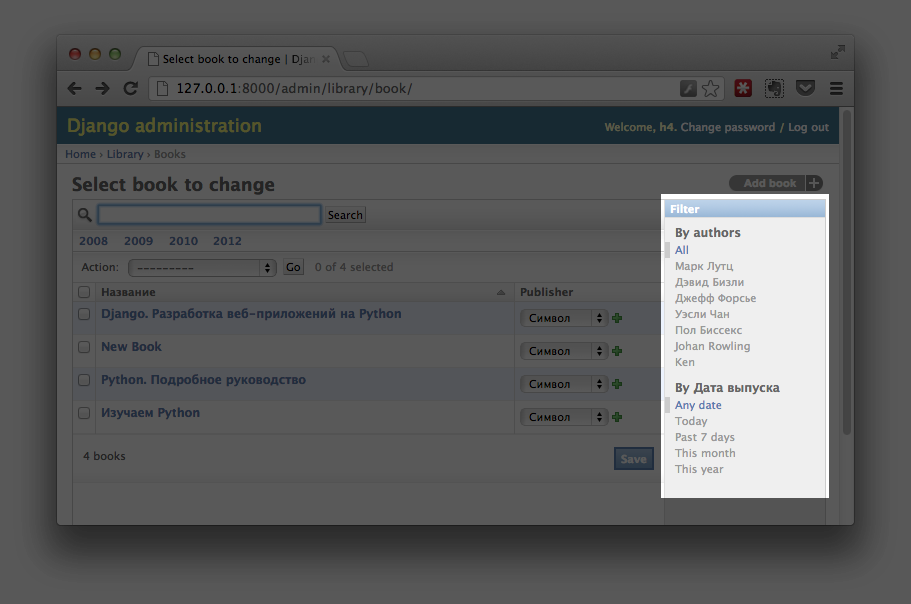 Select book to change | Djan
127.0.0.1:8000/admin/library/book/
Django administration
Welcome, h4. Change password / Log out
Home › Library › Books
Select book to change
Add book
Search
2008 2009 2010 2012
Action: --------- Go 0 of 4 selected
Название Publisher
Django. Разработка веб-приложений на Python Символ
New Book Символ
Python. Подробное руководство Символ
Изучаем Python Символ
4 books Save
Filter
By authors
All
Марк Лутц
Дэвид Бизли
Джефф Форсье
Уэсли Чан
Пол Биссекс
Johan Rowling
Ken
By Дата выпуска
Any date
Today
Past 7 days
This month
This year